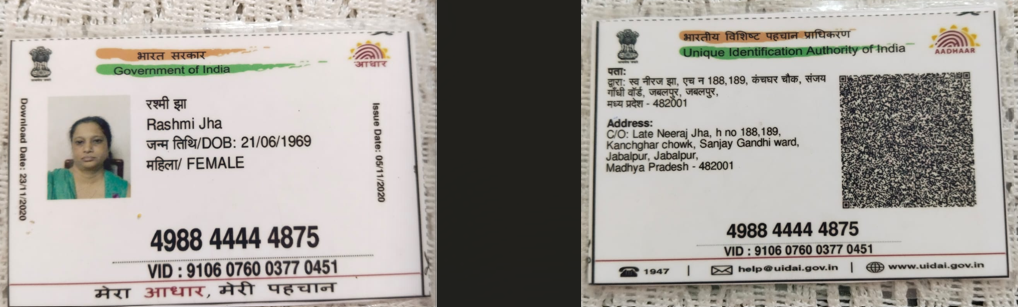 भारत सरकार
Government of India
आधार
Download Date: 23/11/2020
रश्मी झा
Rashmi Jha
जन्म तिथि/DOB: 21/06/1969
महिला/ FEMALE
Issue Date: 05/11/2020
4988 4444 4875
VID : 9106 0760 0377 0451
मेरा आधार, मेरी पहचान
भारतीय विशिष्ट पहचान प्राधिकरण
Unique Identification Authority of India
AADHAAR
पता:
द्वारा: स्व नीरज झा, एच न 188,189, कंचघर चौक, संजय
गाँधी वॉर्ड, जबलपुर, जबलपुर,
मध्य प्रदेश - 482001
Address:
C/O: Late Neeraj Jha, h no 188,189,
Kanchghar chowk, Sanjay Gandhi ward,
Jabalpur, Jabalpur,
Madhya Pradesh - 482001
4988 4444 4875
VID : 9106 0760 0377 0451
1947 | help@uidai.gov.in | www.uidai.gov.in